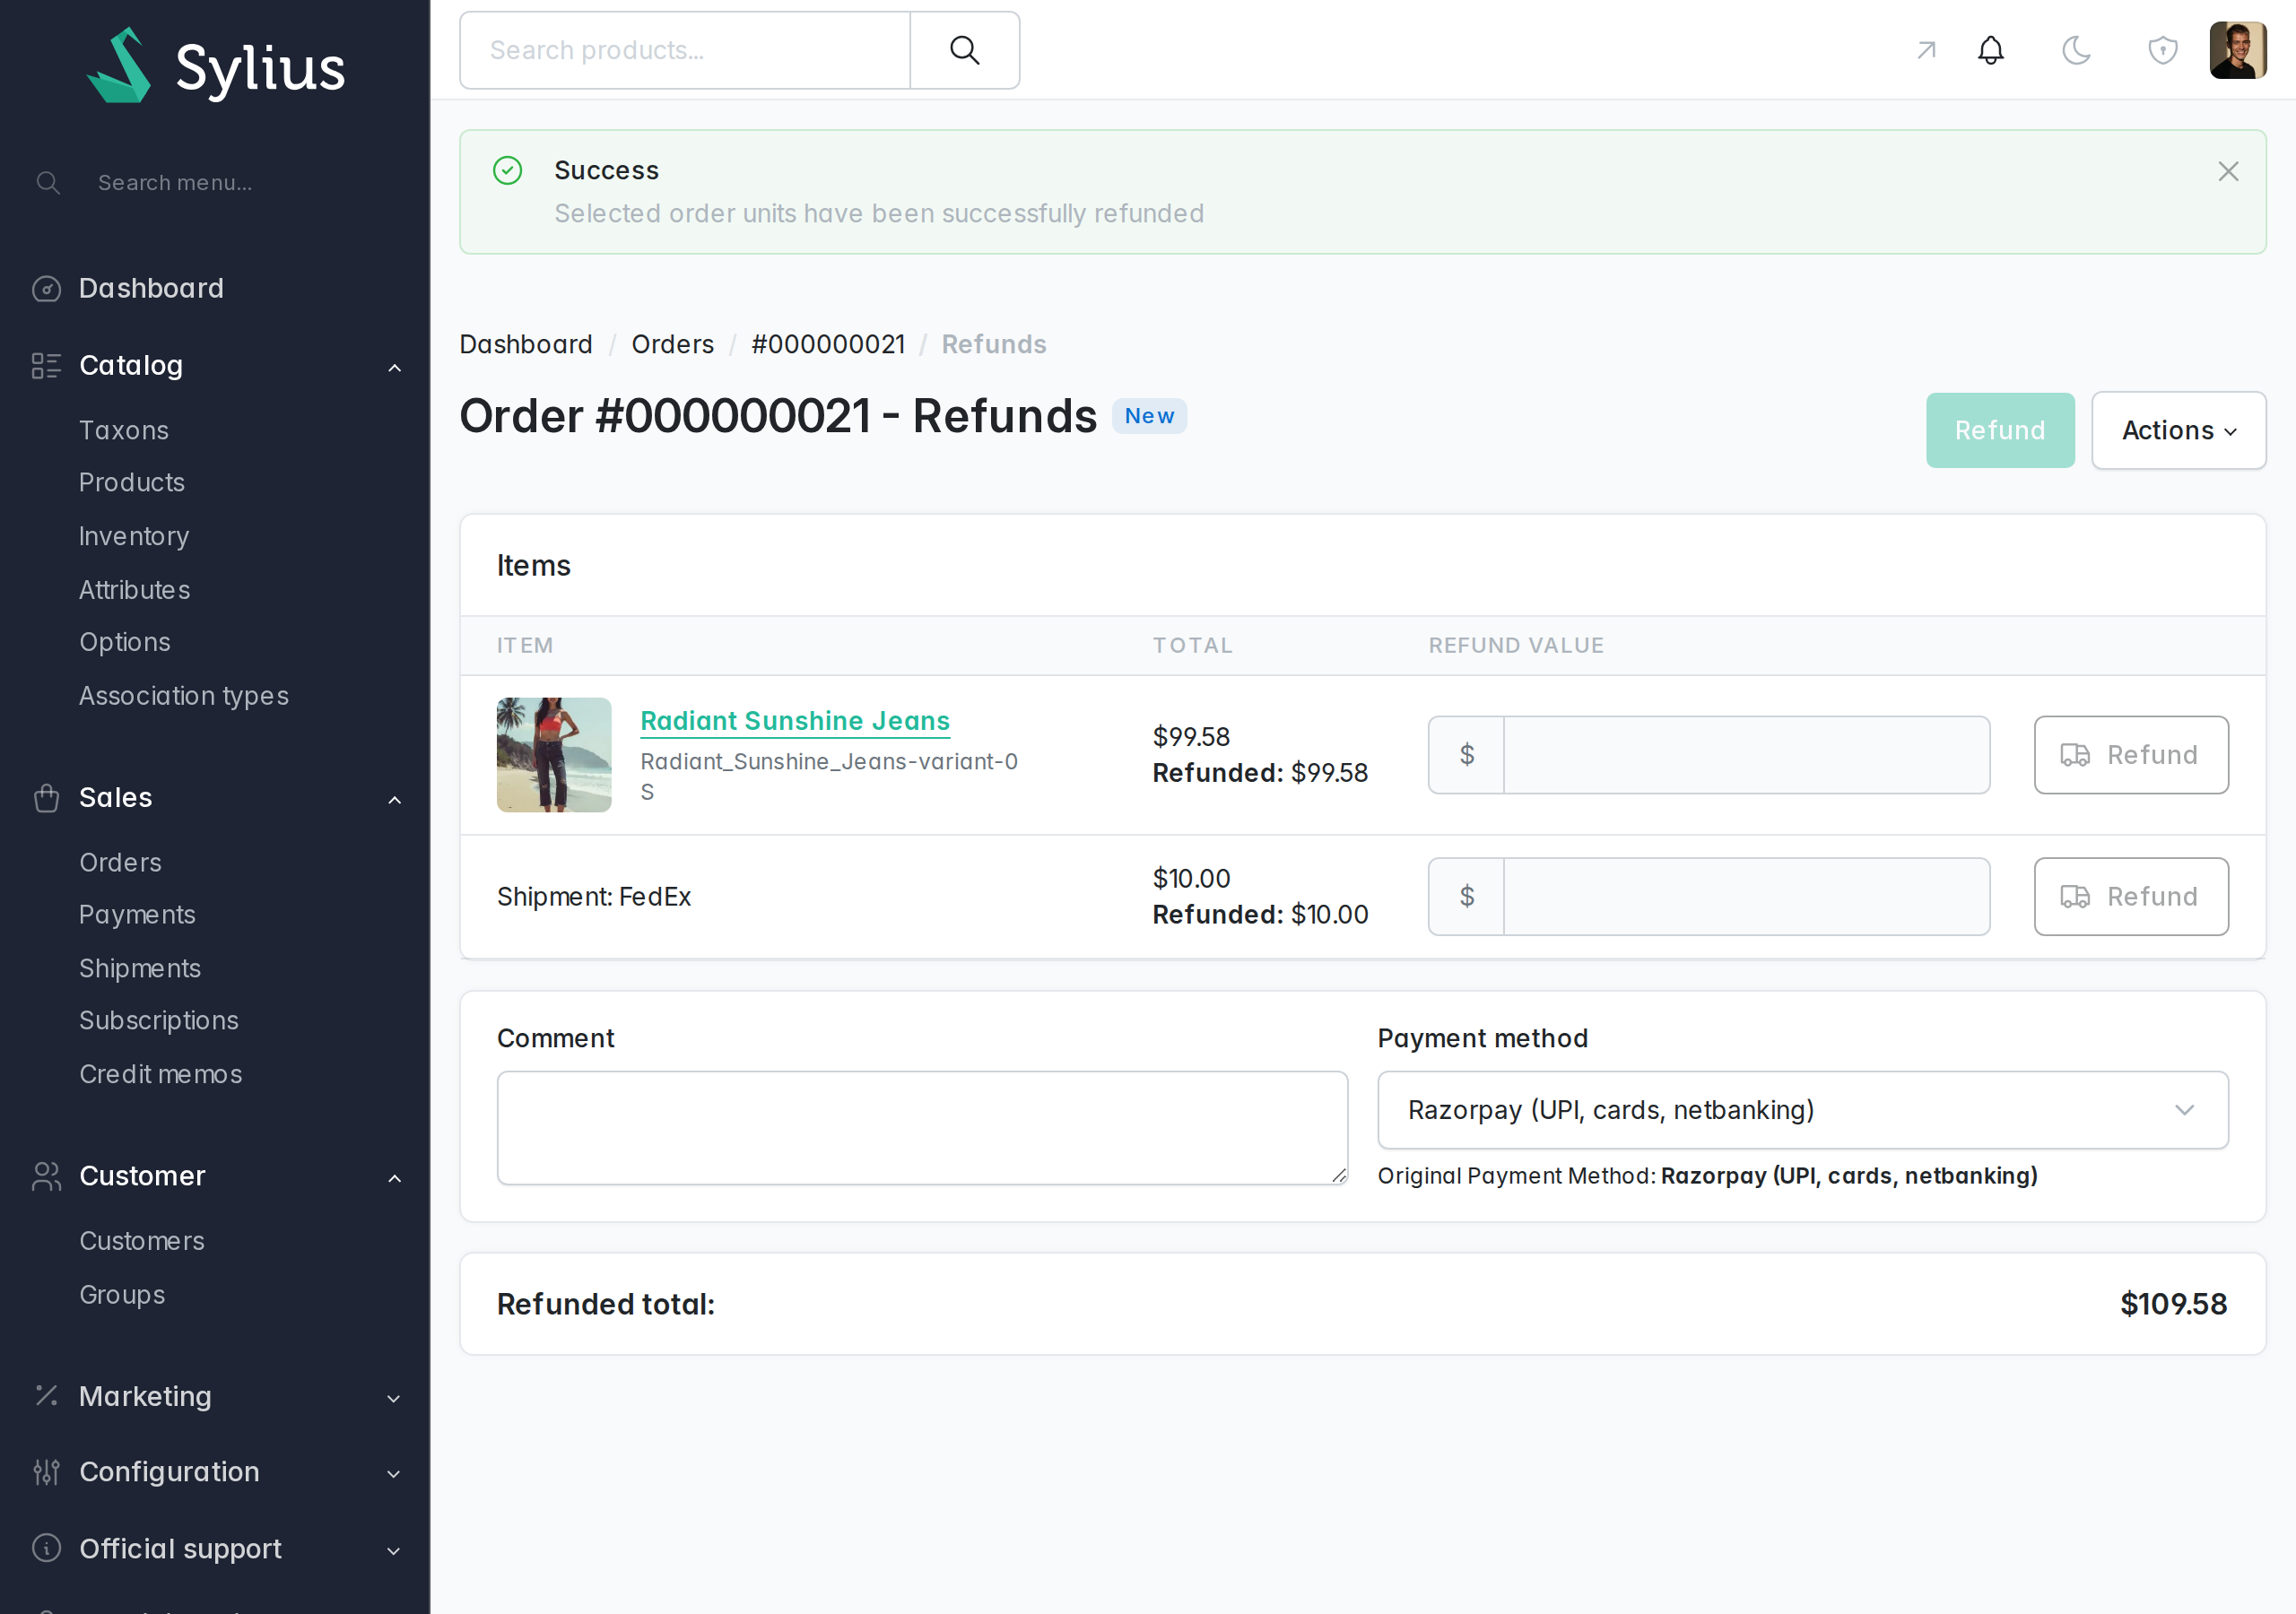 Sylius
Search menu...
Dashboard
Catalog
Taxons
Products
Inventory
Attributes
Options
Association types
Sales
Orders
Payments
Shipments
Subscriptions
Credit memos
Customer
Customers
Groups
Marketing
Configuration
Official support
Search products...
Success
Selected order units have been successfully refunded
Dashboard / Orders / #000000021 / Refunds
Order #000000021 - Refunds New
Refund
Actions
Items
ITEM TOTAL REFUND VALUE
Radiant Sunshine Jeans
Radiant_Sunshine_Jeans-variant-0
S
$99.58
Refunded: $99.58
$
Refund
Shipment: FedEx
$10.00
Refunded: $10.00
$
Refund
Comment
Payment method
Razorpay (UPI, cards, netbanking)
Original Payment Method: Razorpay (UPI, cards, netbanking)
Refunded total: $109.58